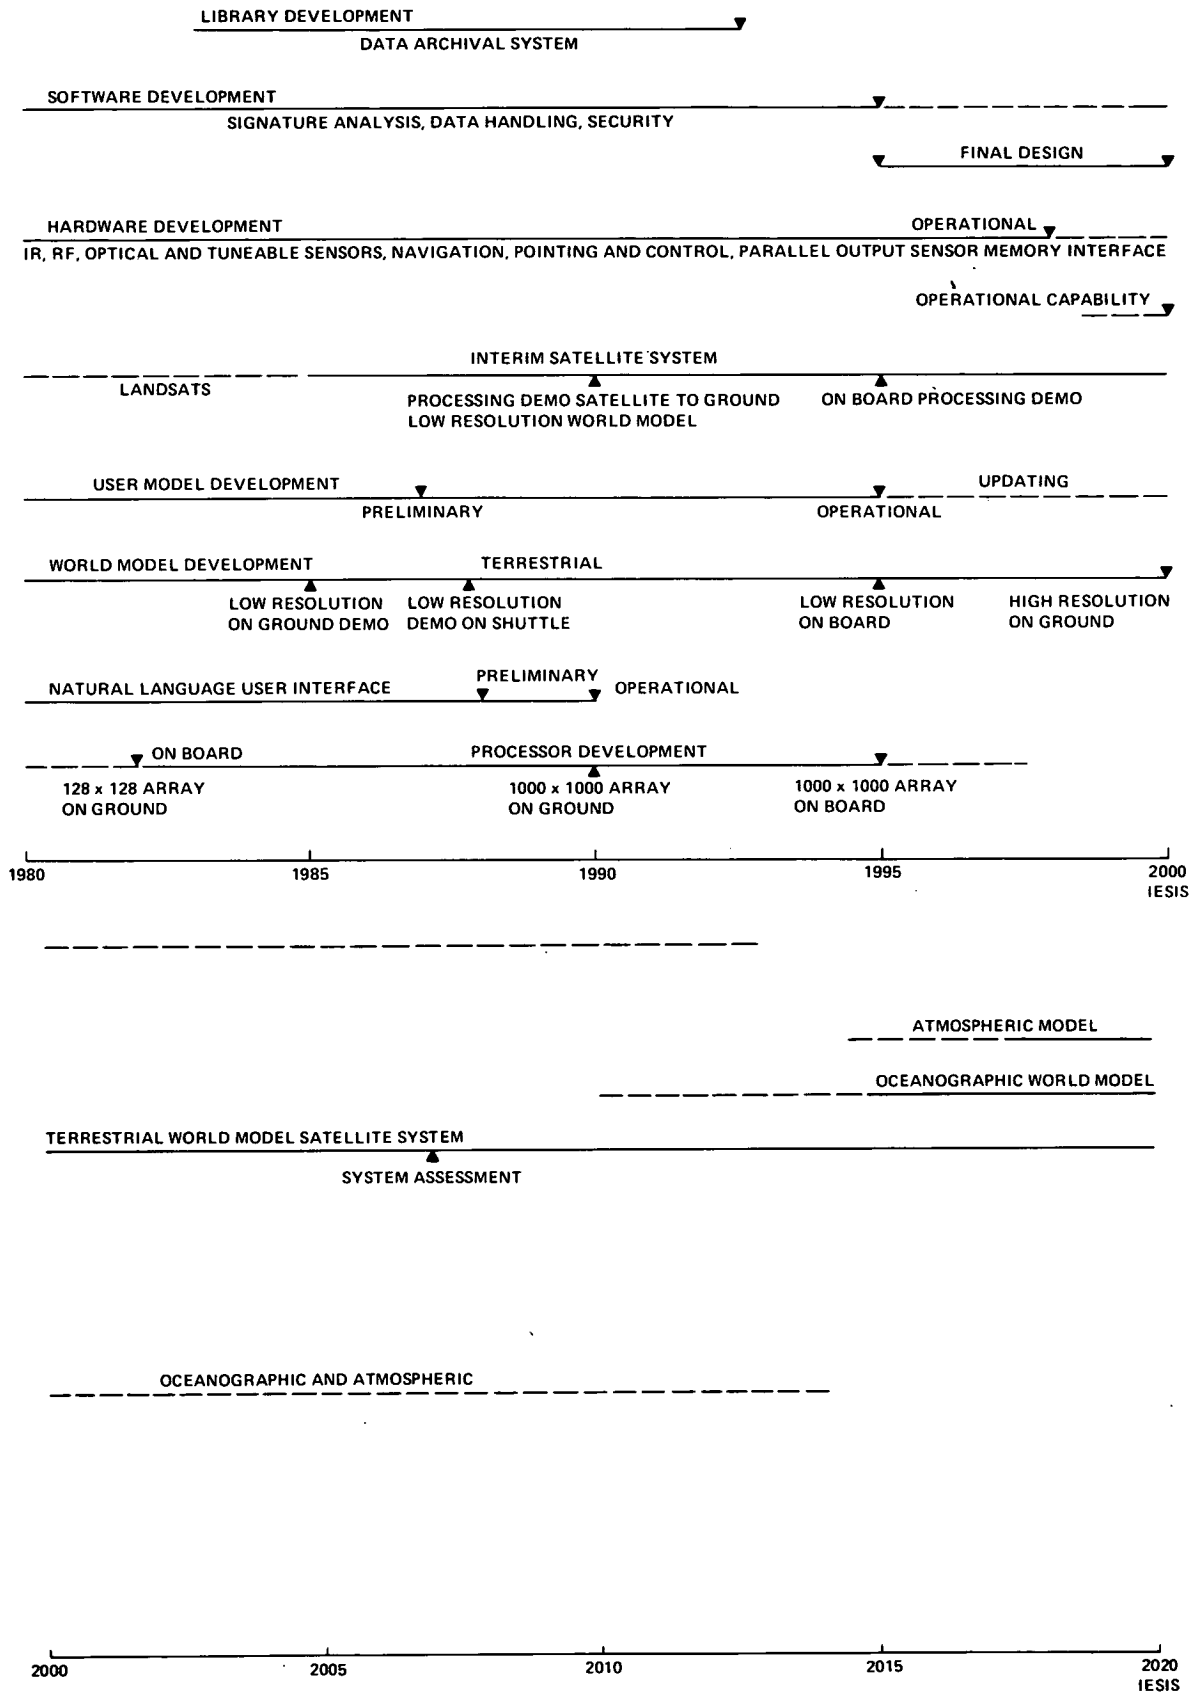 LIBRARY DEVELOPMENT
DATA ARCHIVAL SYSTEM
SOFTWARE DEVELOPMENT
SIGNATURE ANALYSIS, DATA HANDLING, SECURITY
FINAL DESIGN
HARDWARE DEVELOPMENT
OPERATIONAL
IR, RF, OPTICAL AND TUNEABLE SENSORS, NAVIGATION, POINTING AND CONTROL, PARALLEL OUTPUT SENSOR MEMORY INTERFACE
OPERATIONAL CAPABILITY
INTERIM SATELLITE SYSTEM
LANDSATS
PROCESSING DEMO SATELLITE TO GROUND
LOW RESOLUTION WORLD MODEL
ON BOARD PROCESSING DEMO
USER MODEL DEVELOPMENT
UPDATING
PRELIMINARY
OPERATIONAL
WORLD MODEL DEVELOPMENT
TERRESTRIAL
LOW RESOLUTION
ON GROUND DEMO
LOW RESOLUTION
DEMO ON SHUTTLE
LOW RESOLUTION
ON BOARD
HIGH RESOLUTION
ON GROUND
PRELIMINARY
NATURAL LANGUAGE USER INTERFACE
OPERATIONAL
ON BOARD
PROCESSOR DEVELOPMENT
128 x 128 ARRAY
ON GROUND
1000 x 1000 ARRAY
ON GROUND
1000 x 1000 ARRAY
ON BOARD
1980
1985
1990
1995
2000
IESIS
ATMOSPHERIC MODEL
OCEANOGRAPHIC WORLD MODEL
TERRESTRIAL WORLD MODEL SATELLITE SYSTEM
SYSTEM ASSESSMENT
OCEANOGRAPHIC AND ATMOSPHERIC
2000
2005
2010
2015
2020
IESIS